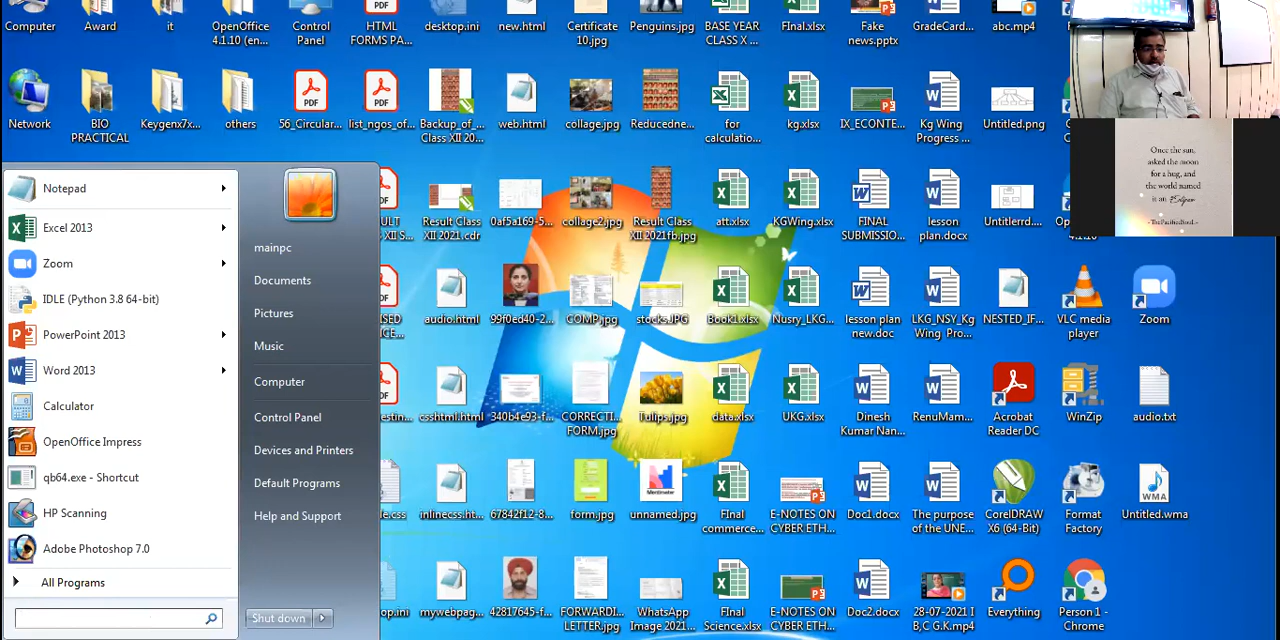 Computer
Award
it
OpenOffice
4.1.10 (en...
Control
Panel
HTML
FORMS PA...
desktop.ini
new.html
Certificate
10.jpg
Penguins.jpg
BASE YEAR
CLASS X ...
FInal.xlsx
Fake
news.pptx
GradeCard...
abc.mp4
Network
BIO
PRACTICAL
Keygenx7x...
others
56_Circular...
list_ngos_of...
Backup_of_...
Class XII 20...
web.html
collage.jpg
Reducedne...
for
calculatio...
kg.xlsx
IX_ECONTE...
Kg Wing
Progress ...
Untitled.png
Once the sun,
asked the moon
for a hug, and
the world named
it an Eclipse
Result Class
XII 2021.cdr
0af5a169-5...
collage2.jpg
Result Class
XII 2021fb.jpg
att.xlsx
KGWing.xlsx
FINAL
SUBMISSIO...
lesson
plan.docx
Untitlerrd....
audio.html
99f0ed40-2...
COMP.jpg
stocks.JPG
Book1.xlsx
Nusry_LKG...
lesson plan
new.doc
LKG_NSY_Kg
Wing Pro...
NESTED_IF...
VLC media
player
Zoom
csshtml.html
340b4e93-f...
CORRECTI...
FORM.jpg
Tulips.jpg
data.xlsx
UKG.xlsx
Dinesh
Kumar Nan...
RenuMam...
Acrobat
Reader DC
WinZip
audio.txt
inlinecss.ht...
67842f12-8...
form.jpg
unnamed.jpg
FInal
commerce...
E-NOTES ON
CYBER ETH...
Doc1.docx
The purpose
of the UNE...
CorelDRAW
X6 (64-Bit)
Format
Factory
WMA
Untitled.wma
mywebpag...
42817645-f...
FORWARDI...
LETTER.jpg
WhatsApp
Image 2021...
FInal
Science.xlsx
E-NOTES ON
CYBER ETH...
Doc2.docx
28-07-2021 I
B,C G.K.mp4
Everything
Person 1 -
Chrome
Notepad
Excel 2013
Zoom
IDLE (Python 3.8 64-bit)
PowerPoint 2013
Word 2013
Calculator
OpenOffice Impress
qb64.exe - Shortcut
HP Scanning
Adobe Photoshop 7.0
All Programs
mainpc
Documents
Pictures
Music
Computer
Control Panel
Devices and Printers
Default Programs
Help and Support
Shut down